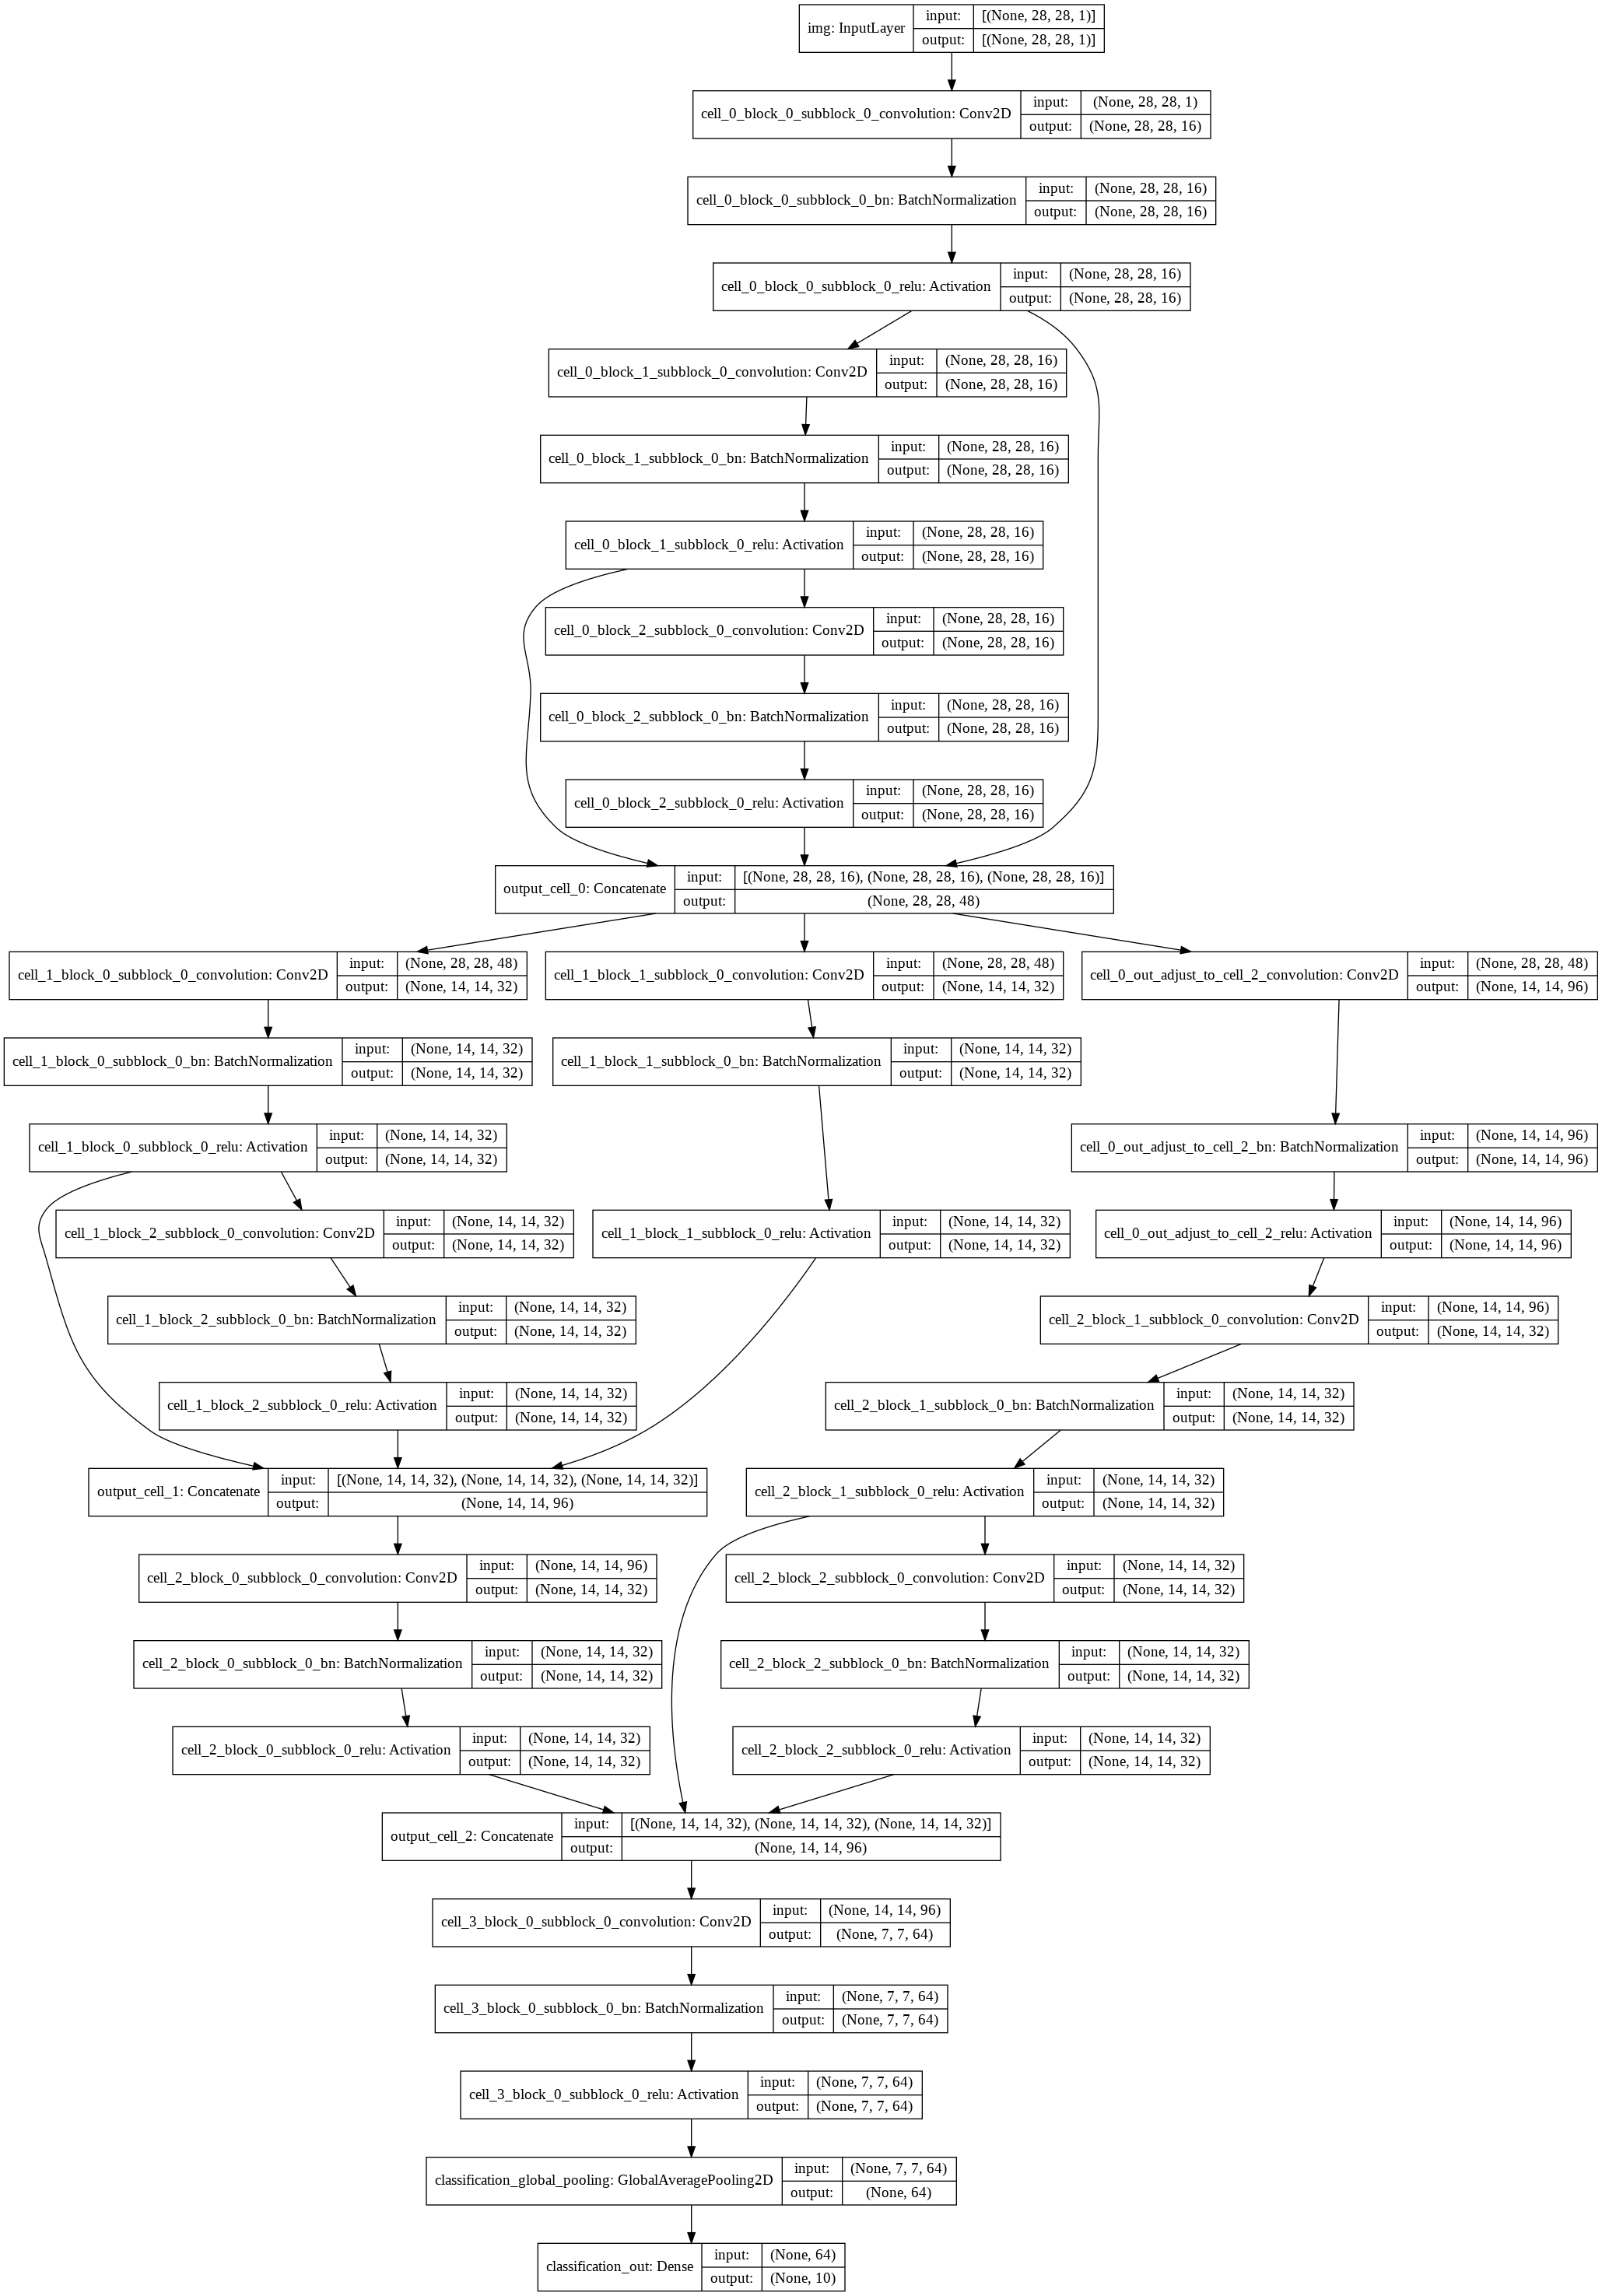 img: InputLayer
input: [(None, 28, 28, 1)]
output: [(None, 28, 28, 1)]
cell_0_block_0_subblock_0_convolution: Conv2D
input: (None, 28, 28, 1)
output: (None, 28, 28, 16)
cell_0_block_0_subblock_0_bn: BatchNormalization
input: (None, 28, 28, 16)
output: (None, 28, 28, 16)
cell_0_block_0_subblock_0_relu: Activation
input: (None, 28, 28, 16)
output: (None, 28, 28, 16)
cell_0_block_1_subblock_0_convolution: Conv2D
input: (None, 28, 28, 16)
output: (None, 28, 28, 16)
cell_0_block_1_subblock_0_bn: BatchNormalization
input: (None, 28, 28, 16)
output: (None, 28, 28, 16)
cell_0_block_1_subblock_0_relu: Activation
input: (None, 28, 28, 16)
output: (None, 28, 28, 16)
cell_0_block_2_subblock_0_convolution: Conv2D
input: (None, 28, 28, 16)
output: (None, 28, 28, 16)
cell_0_block_2_subblock_0_bn: BatchNormalization
input: (None, 28, 28, 16)
output: (None, 28, 28, 16)
cell_0_block_2_subblock_0_relu: Activation
input: (None, 28, 28, 16)
output: (None, 28, 28, 16)
output_cell_0: Concatenate
input: [(None, 28, 28, 16), (None, 28, 28, 16), (None, 28, 28, 16)]
output: (None, 28, 28, 48)
cell_1_block_0_subblock_0_convolution: Conv2D
input: (None, 28, 28, 48)
output: (None, 14, 14, 32)
cell_1_block_1_subblock_0_convolution: Conv2D
input: (None, 28, 28, 48)
output: (None, 14, 14, 32)
cell_0_out_adjust_to_cell_2_convolution: Conv2D
input: (None, 28, 28, 48)
output: (None, 14, 14, 96)
cell_1_block_0_subblock_0_bn: BatchNormalization
input: (None, 14, 14, 32)
output: (None, 14, 14, 32)
cell_1_block_1_subblock_0_bn: BatchNormalization
input: (None, 14, 14, 32)
output: (None, 14, 14, 32)
cell_1_block_0_subblock_0_relu: Activation
input: (None, 14, 14, 32)
output: (None, 14, 14, 32)
cell_0_out_adjust_to_cell_2_bn: BatchNormalization
input: (None, 14, 14, 96)
output: (None, 14, 14, 96)
cell_1_block_2_subblock_0_convolution: Conv2D
input: (None, 14, 14, 32)
output: (None, 14, 14, 32)
cell_1_block_1_subblock_0_relu: Activation
input: (None, 14, 14, 32)
output: (None, 14, 14, 32)
cell_0_out_adjust_to_cell_2_relu: Activation
input: (None, 14, 14, 96)
output: (None, 14, 14, 96)
cell_1_block_2_subblock_0_bn: BatchNormalization
input: (None, 14, 14, 32)
output: (None, 14, 14, 32)
cell_2_block_1_subblock_0_convolution: Conv2D
input: (None, 14, 14, 96)
output: (None, 14, 14, 32)
cell_1_block_2_subblock_0_relu: Activation
input: (None, 14, 14, 32)
output: (None, 14, 14, 32)
cell_2_block_1_subblock_0_bn: BatchNormalization
input: (None, 14, 14, 32)
output: (None, 14, 14, 32)
output_cell_1: Concatenate
input: [(None, 14, 14, 32), (None, 14, 14, 32), (None, 14, 14, 32)]
output: (None, 14, 14, 96)
cell_2_block_1_subblock_0_relu: Activation
input: (None, 14, 14, 32)
output: (None, 14, 14, 32)
cell_2_block_0_subblock_0_convolution: Conv2D
input: (None, 14, 14, 96)
output: (None, 14, 14, 32)
cell_2_block_2_subblock_0_convolution: Conv2D
input: (None, 14, 14, 32)
output: (None, 14, 14, 32)
cell_2_block_0_subblock_0_bn: BatchNormalization
input: (None, 14, 14, 32)
output: (None, 14, 14, 32)
cell_2_block_2_subblock_0_bn: BatchNormalization
input: (None, 14, 14, 32)
output: (None, 14, 14, 32)
cell_2_block_0_subblock_0_relu: Activation
input: (None, 14, 14, 32)
output: (None, 14, 14, 32)
cell_2_block_2_subblock_0_relu: Activation
input: (None, 14, 14, 32)
output: (None, 14, 14, 32)
output_cell_2: Concatenate
input: [(None, 14, 14, 32), (None, 14, 14, 32), (None, 14, 14, 32)]
output: (None, 14, 14, 96)
cell_3_block_0_subblock_0_convolution: Conv2D
input: (None, 14, 14, 96)
output: (None, 7, 7, 64)
cell_3_block_0_subblock_0_bn: BatchNormalization
input: (None, 7, 7, 64)
output: (None, 7, 7, 64)
cell_3_block_0_subblock_0_relu: Activation
input: (None, 7, 7, 64)
output: (None, 7, 7, 64)
classification_global_pooling: GlobalAveragePooling2D
input: (None, 7, 7, 64)
output: (None, 64)
classification_out: Dense
input: (None, 64)
output: (None, 10)